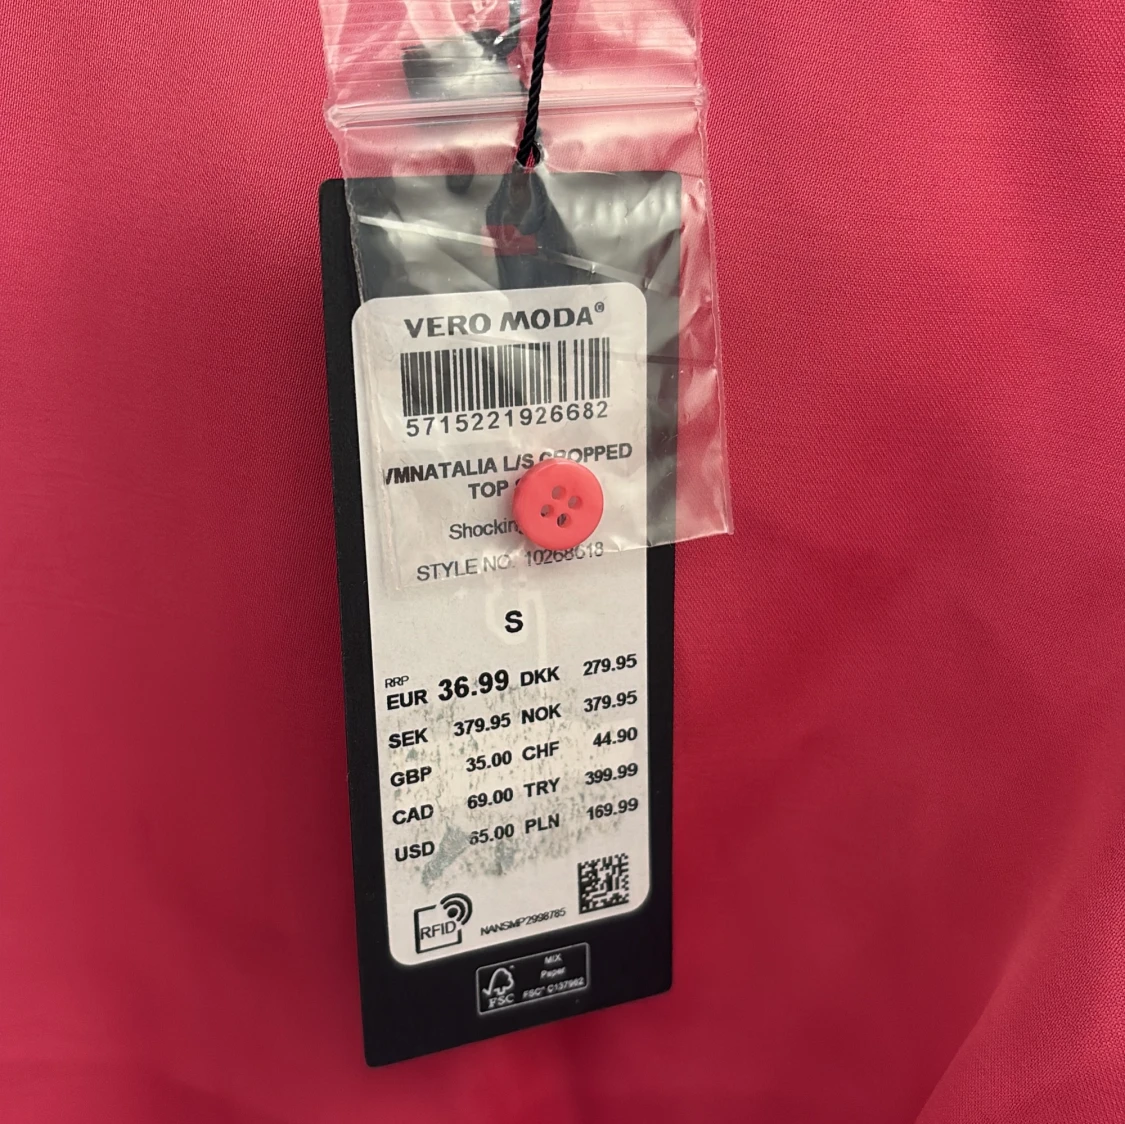 VERO MODA®
5715221926682
VMNATALIA L/S CROPPED
TOP
STYLE NO. 10268618
S
RRP
EUR 36.99 DKK 279.95
SEK 379.95 NOK 379.95
GBP 35.00 CHF 44.90
CAD 69.00 TRY 399.99
USD 65.00 PLN 169.99
RFID
NANSMP2998785
FSC
MIX
Paper
FSC® C137962